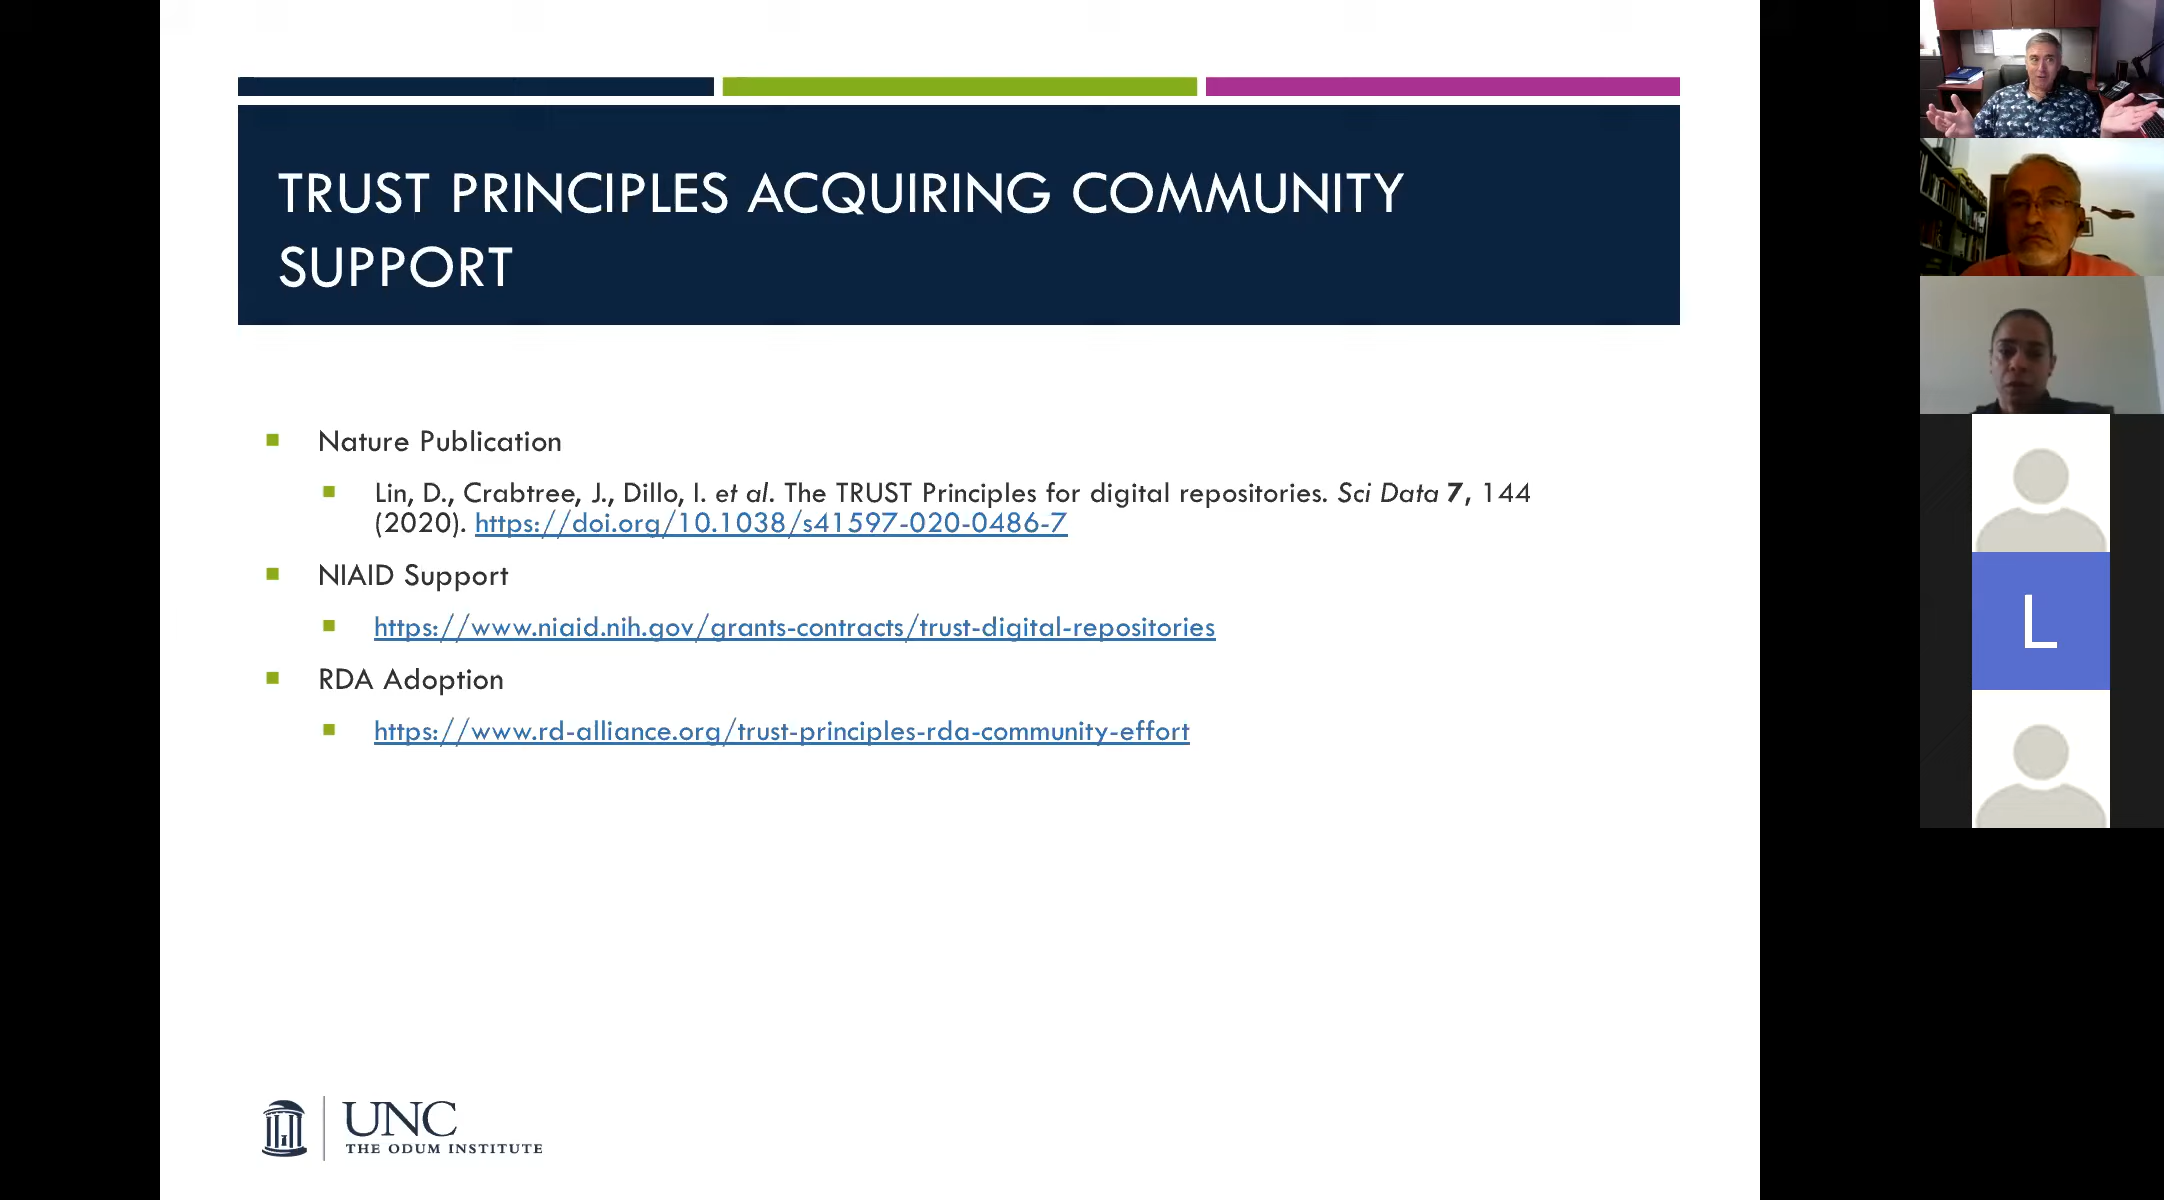 TRUST PRINCIPLES ACQUIRING COMMUNITY
SUPPORT
Nature Publication
Lin, D., Crabtree, J., Dillo, I. et al. The TRUST Principles for digital repositories. Sci Data 7, 144
(2020). https://doi.org/10.1038/s41597-020-0486-7
NIAID Support
https://www.niaid.nih.gov/grants-contracts/trust-digital-repositories
RDA Adoption
https://www.rd-alliance.org/trust-principles-rda-community-effort
UNC
THE ODUM INSTITUTE
L